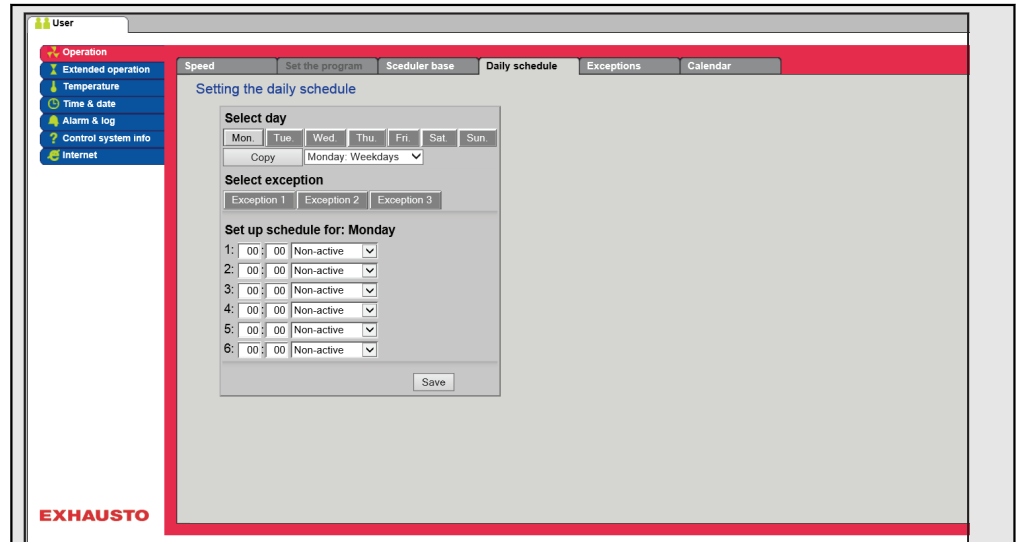 User
Operation
Extended operation
Temperature
Time & date
Alarm & log
Control system info
Internet
Speed Set the program Sceduler base Daily schedule Exceptions Calendar
Setting the daily schedule
Select day
Mon. Tue. Wed. Thu. Fri. Sat. Sun.
Copy Monday: Weekdays
Select exception
Exception 1 Exception 2 Exception 3
Set up schedule for: Monday
1: 00 : 00 Non-active
2: 00 : 00 Non-active
3: 00 : 00 Non-active
4: 00 : 00 Non-active
5: 00 : 00 Non-active
6: 00 : 00 Non-active
Save
EXHAUSTO